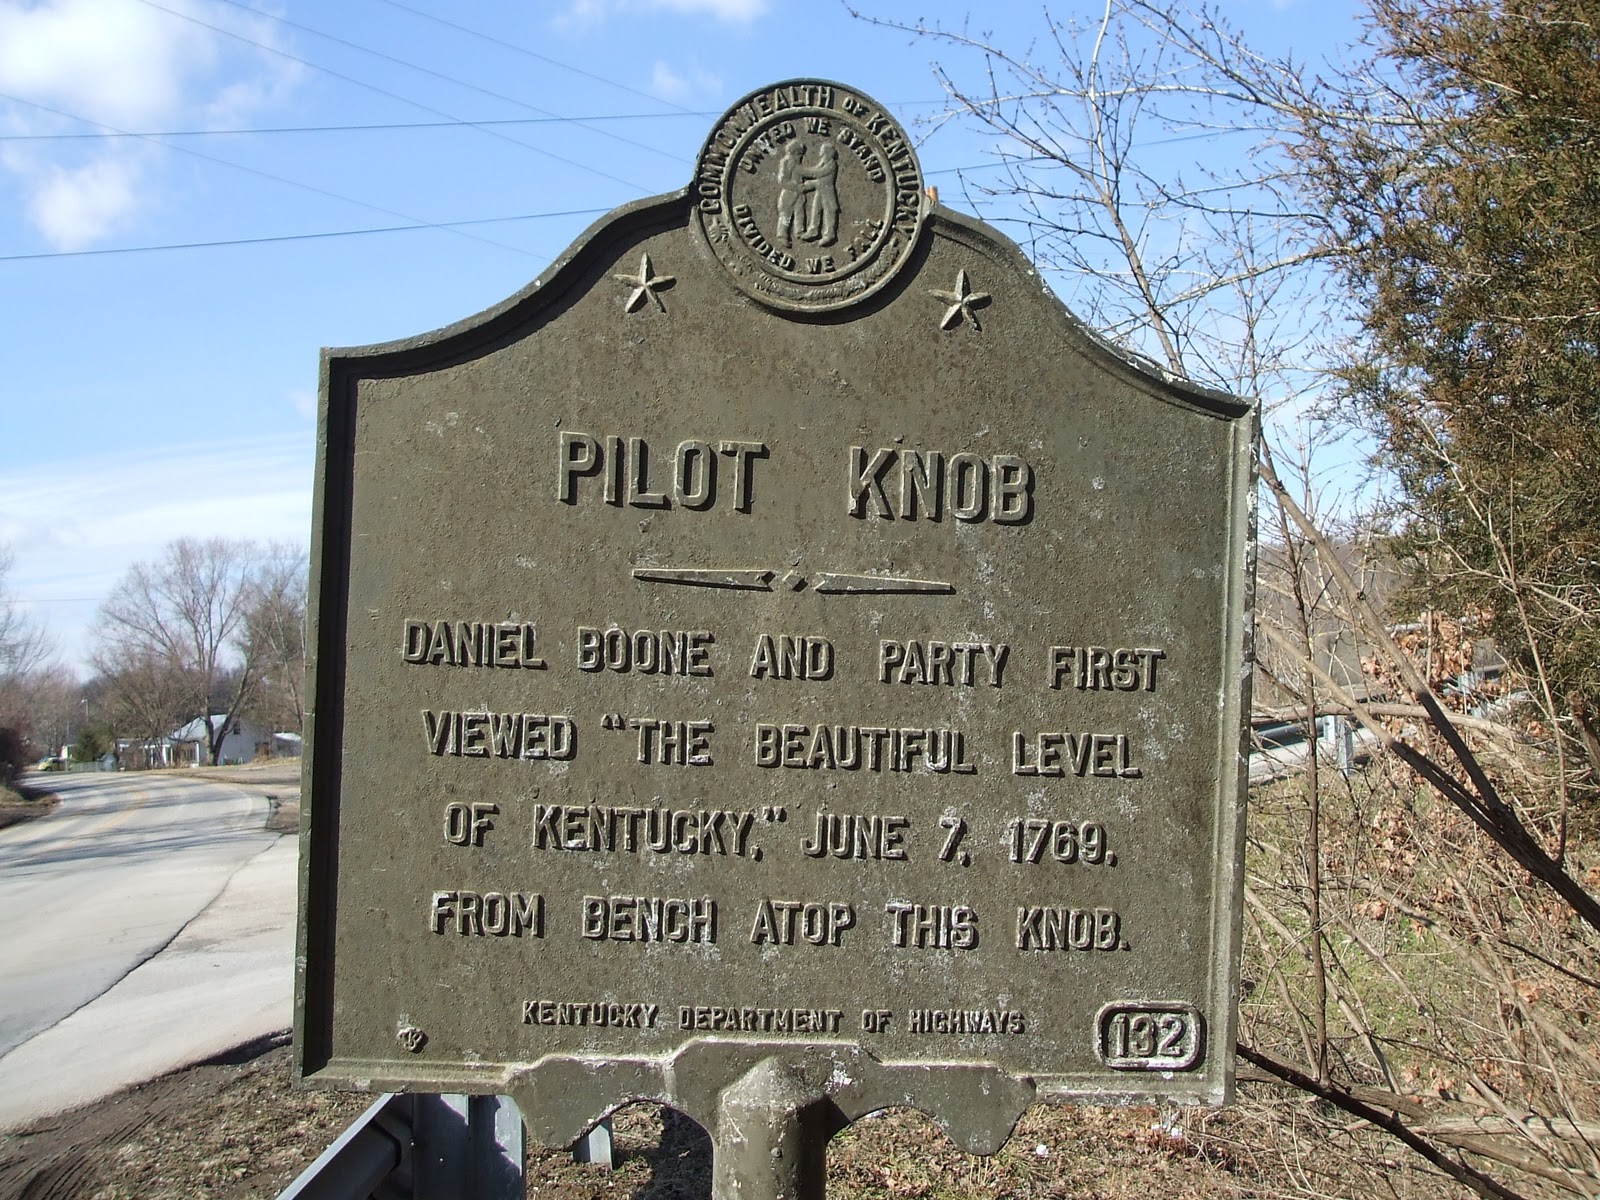 COMMONWEALTH OF KENTUCKY
UNITED WE STAND
DIVIDED WE FALL
PILOT KNOB
DANIEL BOONE AND PARTY FIRST
VIEWED "THE BEAUTIFUL LEVEL
OF KENTUCKY," JUNE 7, 1769,
FROM BENCH ATOP THIS KNOB.
KENTUCKY DEPARTMENT OF HIGHWAYS
132